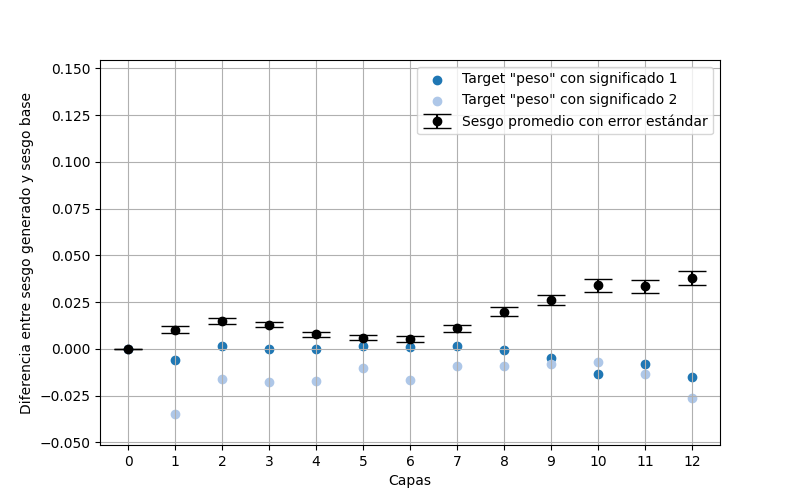 Target "peso" con significado 1
Target "peso" con significado 2
Sesgo promedio con error estándar
Diferencia entre sesgo generado y sesgo base
0.150
0.125
0.100
0.075
0.050
0.025
0.000
−0.025
−0.050
0 1 2 3 4 5 6 7 8 9 10 11 12
Capas